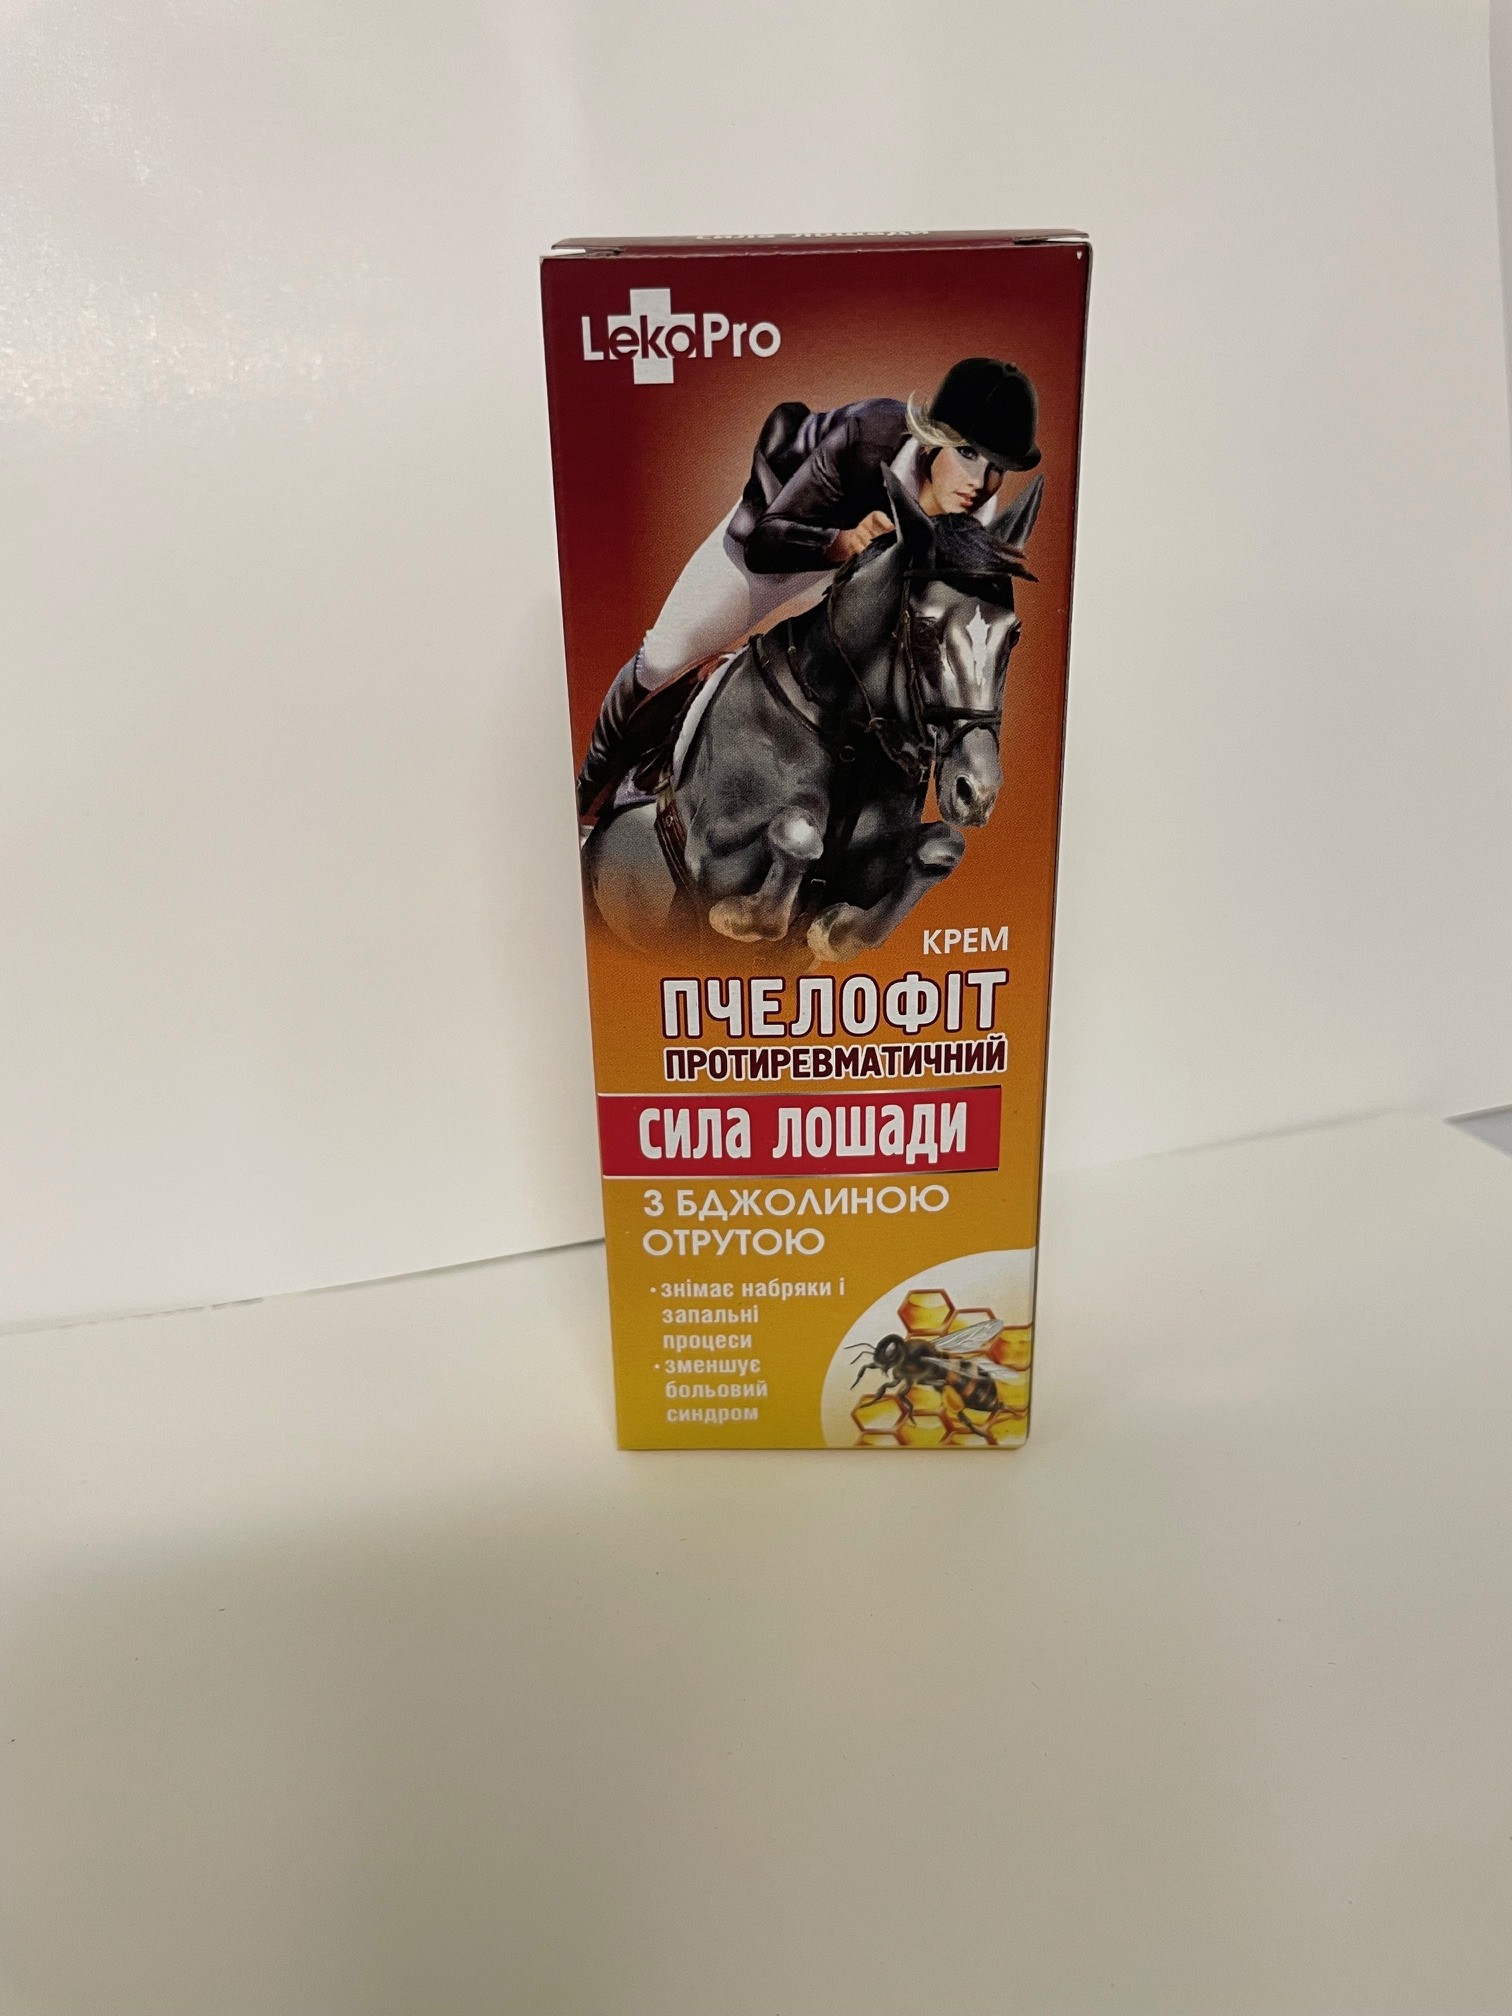 LekoPro
КРЕМ
ПЧЕЛОФІТ
ПРОТИРЕВМАТИЧНИЙ
СИЛА ЛОШАДИ
З БДЖОЛИНОЮ
ОТРУТОЮ
• знімає набряки і
запальні
процеси
• зменшує
больовий
синдром